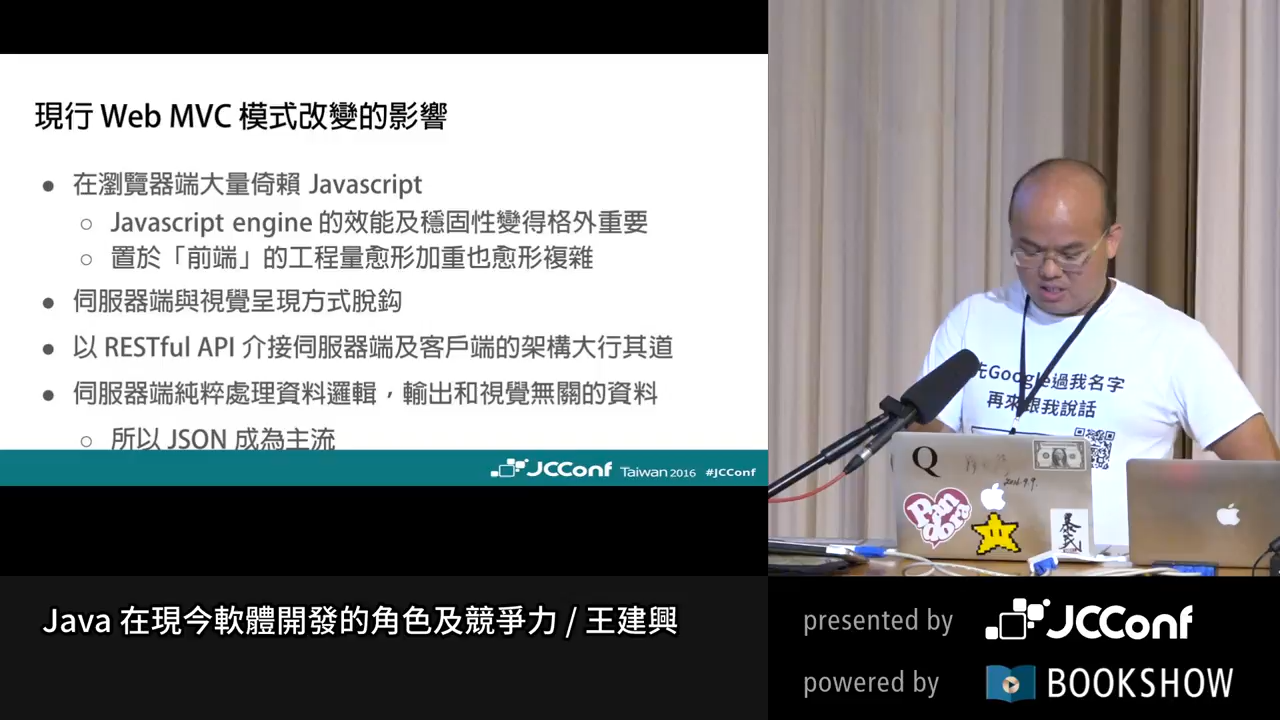 現行 Web MVC 模式改變的影響
在瀏覽器端大量倚賴 Javascript
Javascript engine 的效能及穩固性變得格外重要
置於「前端」的工程量愈形加重也愈形複雜
伺服器端與視覺呈現方式脫鈎
以 RESTful API 介接伺服器端及客戶端的架構大行其道
伺服器端純粹處理資料邏輯，輸出和視覺無關的資料
所以 JSON 成為主流
JCConf Taiwan 2016 #JCConf
先Google過我名字
再來跟我說話
Q
2016.9.9.
Pandora
暴民
Java 在現今軟體開發的角色及競爭力 / 王建興
presented by JCConf
powered by BOOKSHOW